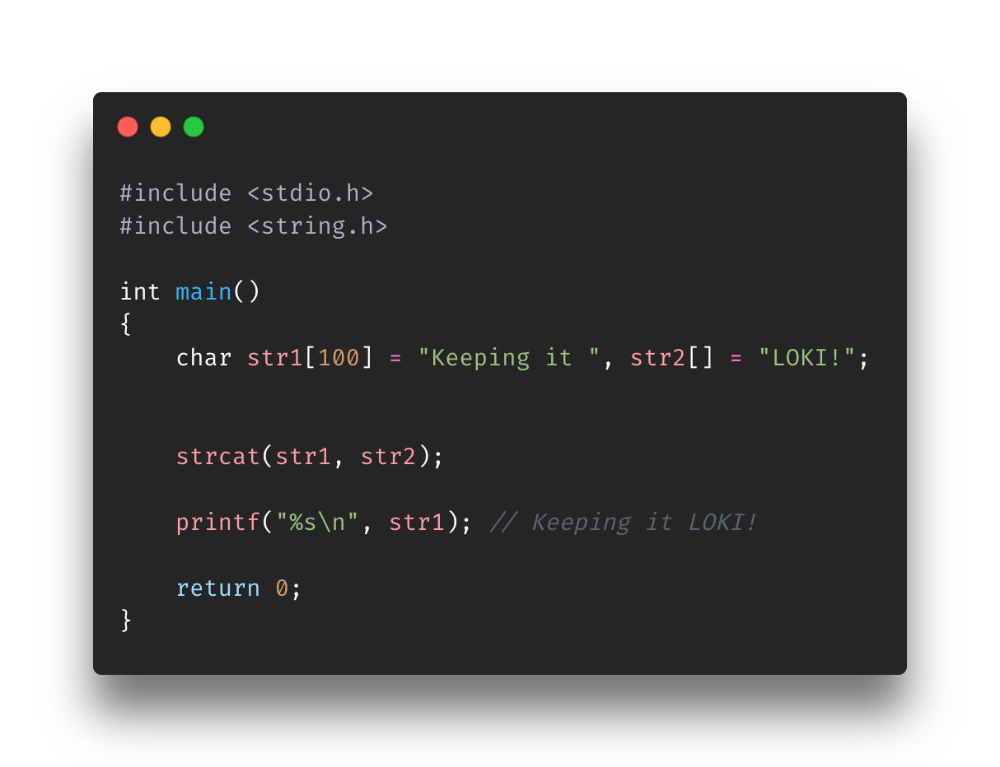 #include <stdio.h>
#include <string.h>
int main()
{
    char str1[100] = "Keeping it ", str2[] = "LOKI!";
    strcat(str1, str2);
    printf("%s\n", str1); // Keeping it LOKI!
    return 0;
}